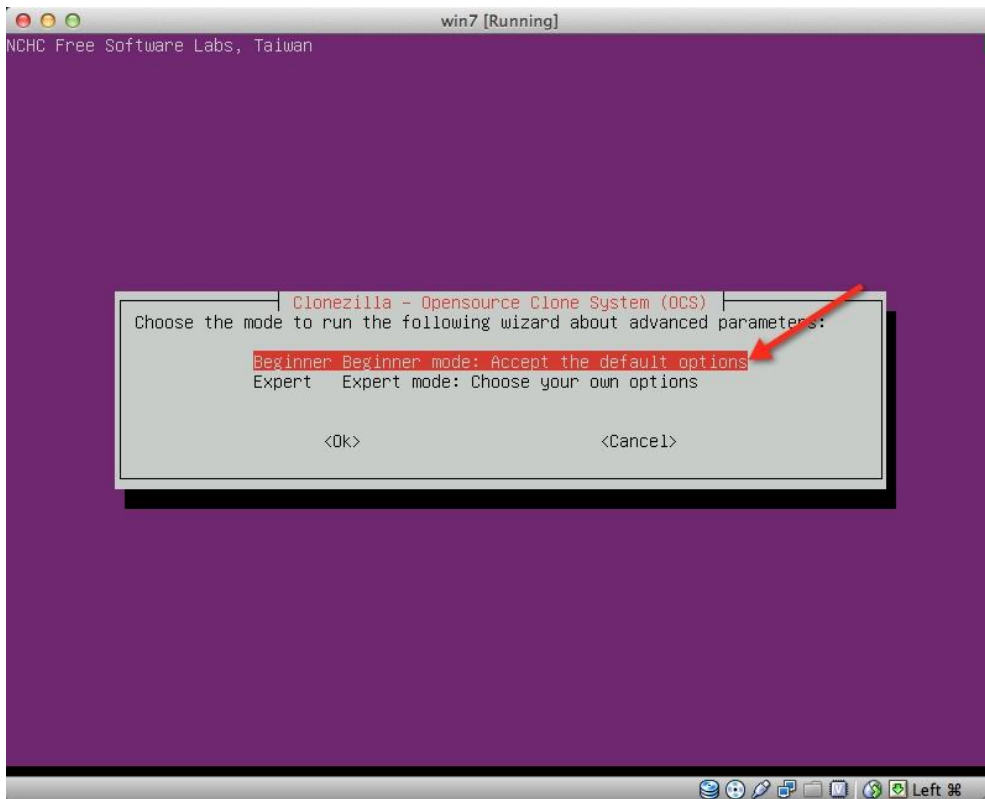 win7 [Running]
NCHC Free Software Labs, Taiwan
Clonezilla - Opensource Clone System (OCS)
Choose the mode to run the following wizard about advanced parameters:
Beginner Beginner mode: Accept the default options
Expert Expert mode: Choose your own options
<Ok> <Cancel>
Left ⌘